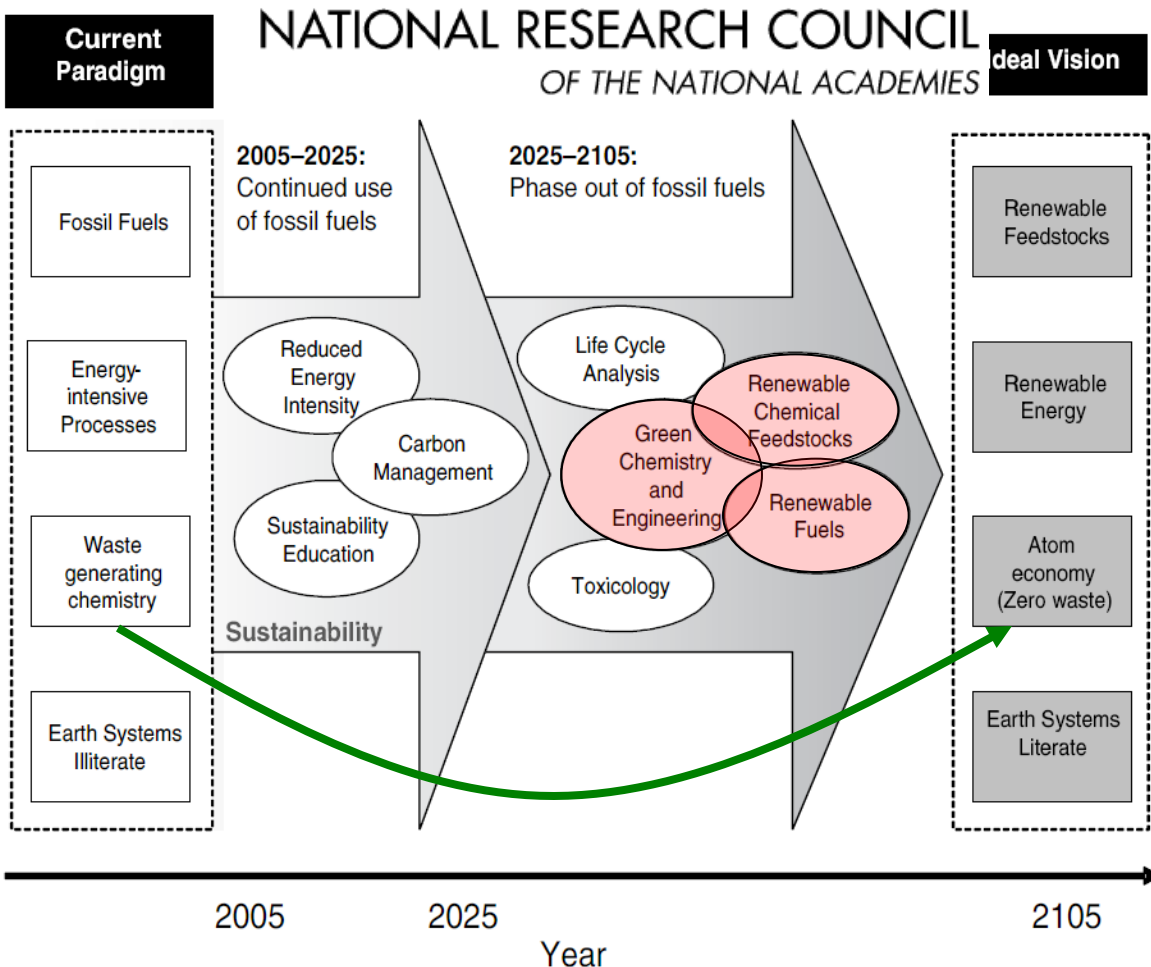 Current
Paradigm
NATIONAL RESEARCH COUNCIL
OF THE NATIONAL ACADEMIES
Ideal Vision
Fossil Fuels
Energy-
intensive
Processes
Waste
generating
chemistry
Earth Systems
Illiterate
2005–2025:
Continued use
of fossil fuels
Reduced
Energy
Intensity
Carbon
Management
Sustainability
Education
Sustainability
2025–2105:
Phase out of fossil fuels
Life Cycle
Analysis
Renewable
Chemical
Feedstocks
Green
Chemistry
and
Engineering
Renewable
Fuels
Toxicology
Renewable
Feedstocks
Renewable
Energy
Atom
economy
(Zero waste)
Earth Systems
Literate
2005
2025
2105
Year